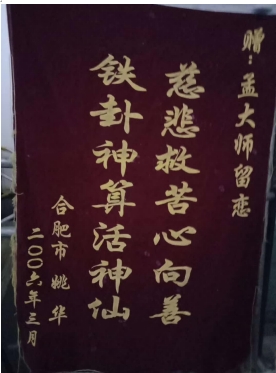 赠:孟大师留恋
慈悲救苦心向善
铁卦神算活神仙
合肥市姚华
二00六年三月